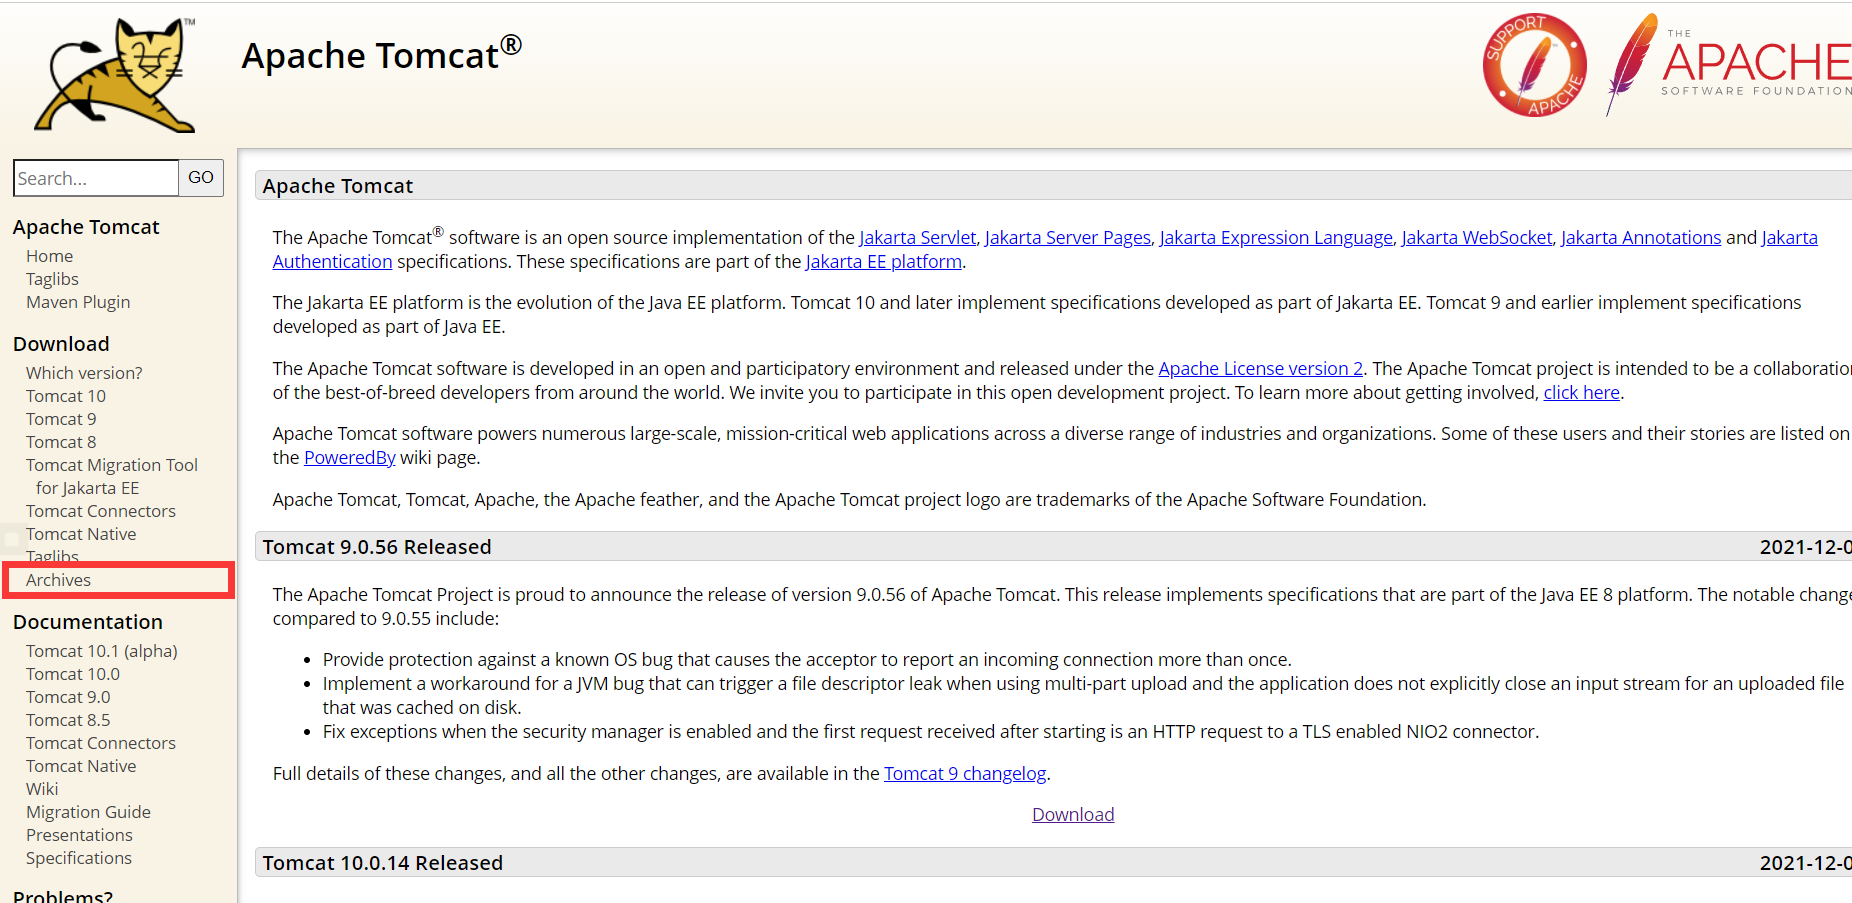 TM
Apache Tomcat®
SUPPORT
APACHE
THE
APACHE
SOFTWARE FOUNDATION
Search...
GO
Apache Tomcat
Home
Taglibs
Maven Plugin
Download
Which version?
Tomcat 10
Tomcat 9
Tomcat 8
Tomcat Migration Tool
for Jakarta EE
Tomcat Connectors
Tomcat Native
Taglibs
Archives
Documentation
Tomcat 10.1 (alpha)
Tomcat 10.0
Tomcat 9.0
Tomcat 8.5
Tomcat Connectors
Tomcat Native
Wiki
Migration Guide
Presentations
Specifications
Problems?
Apache Tomcat
The Apache Tomcat® software is an open source implementation of the Jakarta Servlet, Jakarta Server Pages, Jakarta Expression Language, Jakarta WebSocket, Jakarta Annotations and Jakarta
Authentication specifications. These specifications are part of the Jakarta EE platform.
The Jakarta EE platform is the evolution of the Java EE platform. Tomcat 10 and later implement specifications developed as part of Jakarta EE. Tomcat 9 and earlier implement specifications
developed as part of Java EE.
The Apache Tomcat software is developed in an open and participatory environment and released under the Apache License version 2. The Apache Tomcat project is intended to be a collaboration
of the best-of-breed developers from around the world. We invite you to participate in this open development project. To learn more about getting involved, click here.
Apache Tomcat software powers numerous large-scale, mission-critical web applications across a diverse range of industries and organizations. Some of these users and their stories are listed on
the PoweredBy wiki page.
Apache Tomcat, Tomcat, Apache, the Apache feather, and the Apache Tomcat project logo are trademarks of the Apache Software Foundation.
Tomcat 9.0.56 Released 2021-12-0
The Apache Tomcat Project is proud to announce the release of version 9.0.56 of Apache Tomcat. This release implements specifications that are part of the Java EE 8 platform. The notable change
compared to 9.0.55 include:
• Provide protection against a known OS bug that causes the acceptor to report an incoming connection more than once.
• Implement a workaround for a JVM bug that can trigger a file descriptor leak when using multi-part upload and the application does not explicitly close an input stream for an uploaded file
that was cached on disk.
• Fix exceptions when the security manager is enabled and the first request received after starting is an HTTP request to a TLS enabled NIO2 connector.
Full details of these changes, and all the other changes, are available in the Tomcat 9 changelog.
Download
Tomcat 10.0.14 Released 2021-12-0